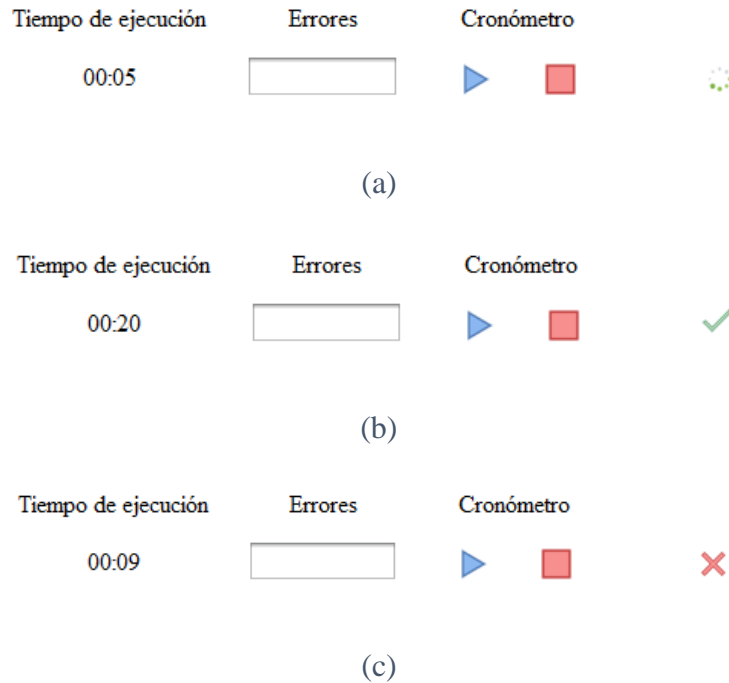 Tiempo de ejecución Errores Cronómetro
00:05
(a)
Tiempo de ejecución Errores Cronómetro
00:20
(b)
Tiempo de ejecución Errores Cronómetro
00:09
(c)